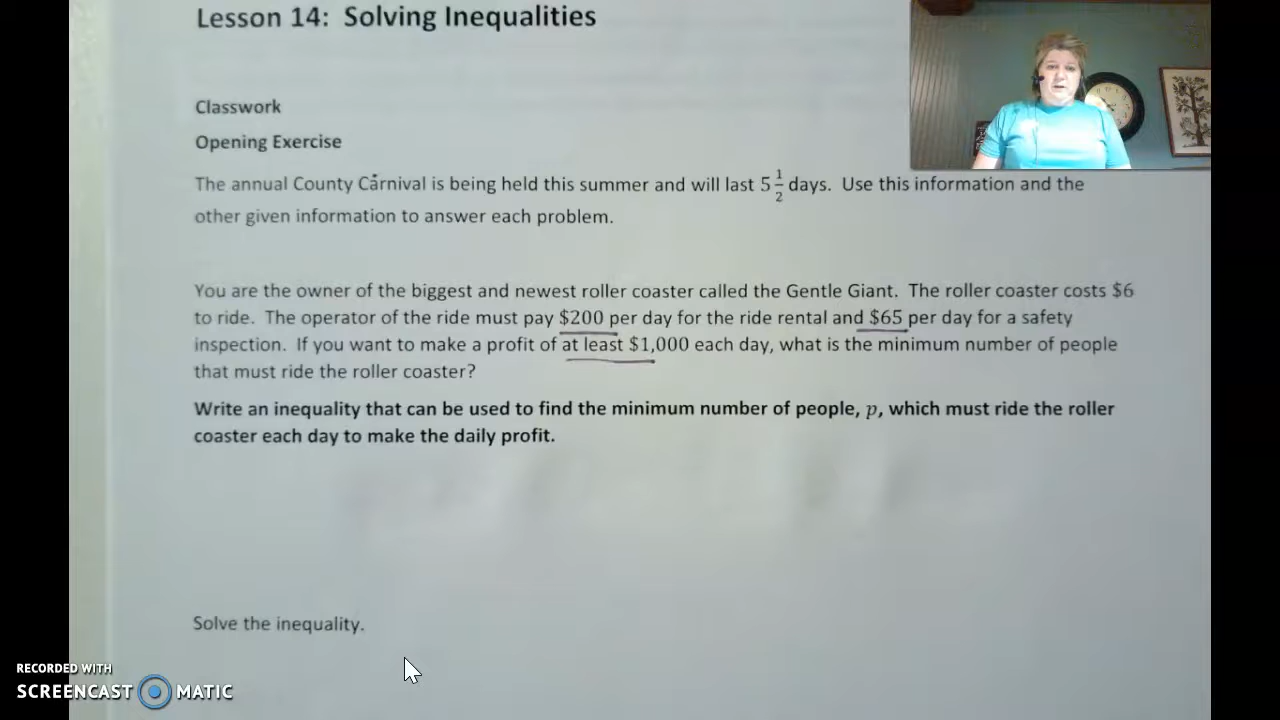 Lesson 14: Solving Inequalities
Classwork
Opening Exercise
The annual County Carnival is being held this summer and will last 5 1/2 days. Use this information and the
other given information to answer each problem.
You are the owner of the biggest and newest roller coaster called the Gentle Giant. The roller coaster costs $6
to ride. The operator of the ride must pay $200 per day for the ride rental and $65 per day for a safety
inspection. If you want to make a profit of at least $1,000 each day, what is the minimum number of people
that must ride the roller coaster?
Write an inequality that can be used to find the minimum number of people, p, which must ride the roller
coaster each day to make the daily profit.
Solve the inequality.
RECORDED WITH
SCREENCAST MATIC